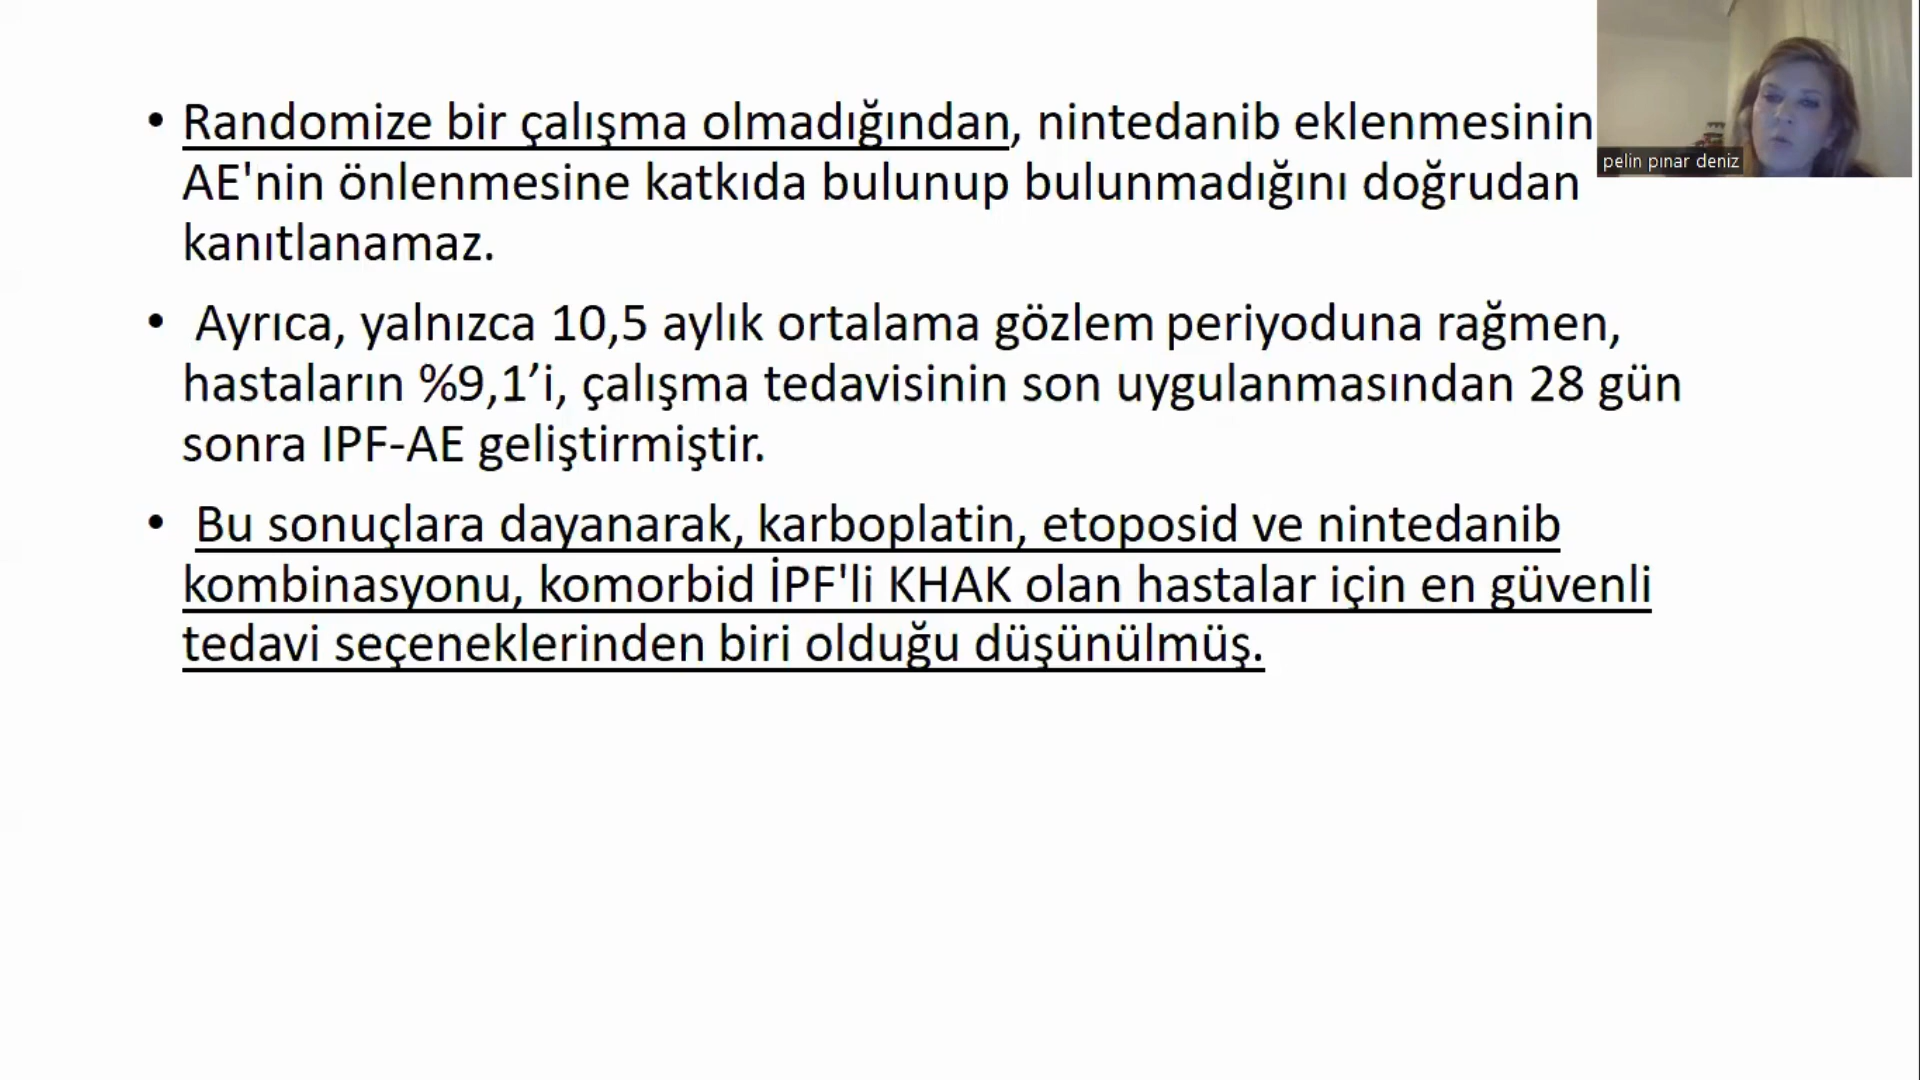 • Randomize bir çalışma olmadığından, nintedanib eklenmesinin
AE'nin önlenmesine katkıda bulunup bulunmadığını doğrudan
kanıtlanamaz.
• Ayrıca, yalnızca 10,5 aylık ortalama gözlem periyoduna rağmen,
hastaların %9,1’i, çalışma tedavisinin son uygulanmasından 28 gün
sonra IPF-AE geliştirmiştir.
• Bu sonuçlara dayanarak, karboplatin, etoposid ve nintedanib
kombinasyonu, komorbid İPF'li KHAK olan hastalar için en güvenli
tedavi seçeneklerinden biri olduğu düşünülmüş.
pelin pınar deniz